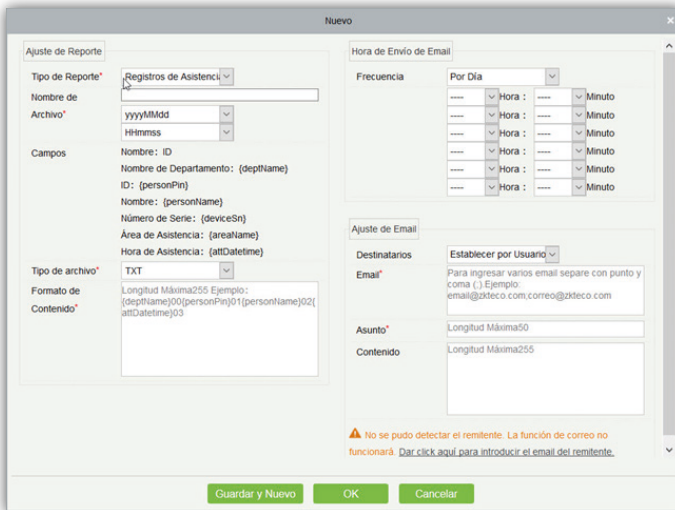 Nuevo
Ajuste de Reporte
Tipo de Reporte*
Registros de Asistencia
Nombre de
Archivo*
yyyyMMdd
HHmmss
Campos
Nombre: ID
Nombre de Departamento: {deptName}
ID: {personPin}
Nombre: {personName}
Número de Serie: {deviceSn}
Área de Asistencia: {areaName}
Hora de Asistencia: {attDatetime}
Tipo de archivo*
TXT
Formato de
Contenido*
Longitud Máxima255 Ejemplo:
{deptName}00{personPin}01{personName}02{
attDatetime}03
Hora de Envío de Email
Frecuencia
Por Día
---- Hora : ---- Minuto
---- Hora : ---- Minuto
---- Hora : ---- Minuto
---- Hora : ---- Minuto
---- Hora : ---- Minuto
---- Hora : ---- Minuto
Ajuste de Email
Destinatarios
Establecer por Usuario
Email*
Para ingresar varios email separe con punto y
coma (;).Ejemplo:
email@zkteco.com;correo@zkteco.com
Asunto*
Longitud Máxima50
Contenido
Longitud Máxima255
No se pudo detectar el remitente. La función de correo no
funcionará. Dar click aquí para introducir el email del remitente.
Guardar y Nuevo
OK
Cancelar